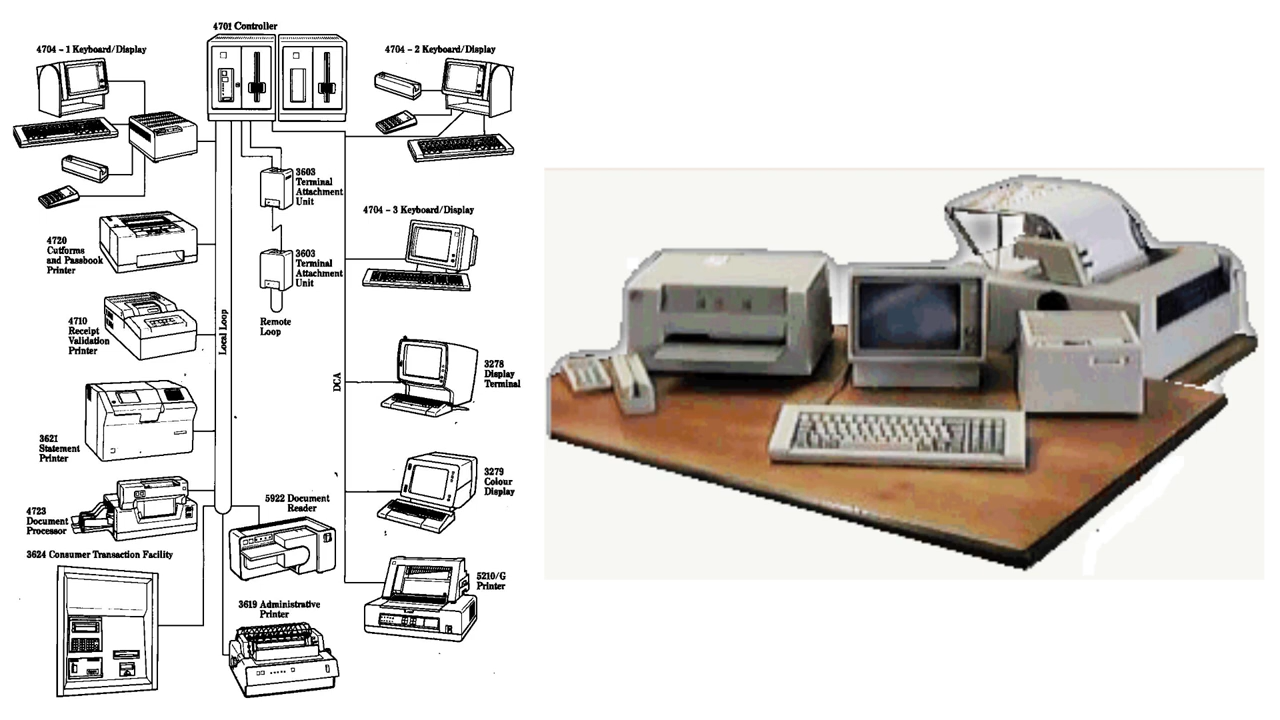 4701 Controller
4704 – 1 Keyboard/Display
4704 – 2 Keyboard/Display
3603
Terminal
Attachment
Unit
4704 – 3 Keyboard/Display
4720
Cutforms
and Passbook
Printer
3603
Terminal
Attachment
Unit
4710
Receipt
Validation
Printer
Remote
Loop
Local Loop
DCA
3278
Display
Terminal
3621
Statement
Printer
3279
Colour
Display
4723
Document
Processor
5922 Document
Reader
3624 Consumer Transaction Facility
5210/G
Printer
3619 Administrative
Printer